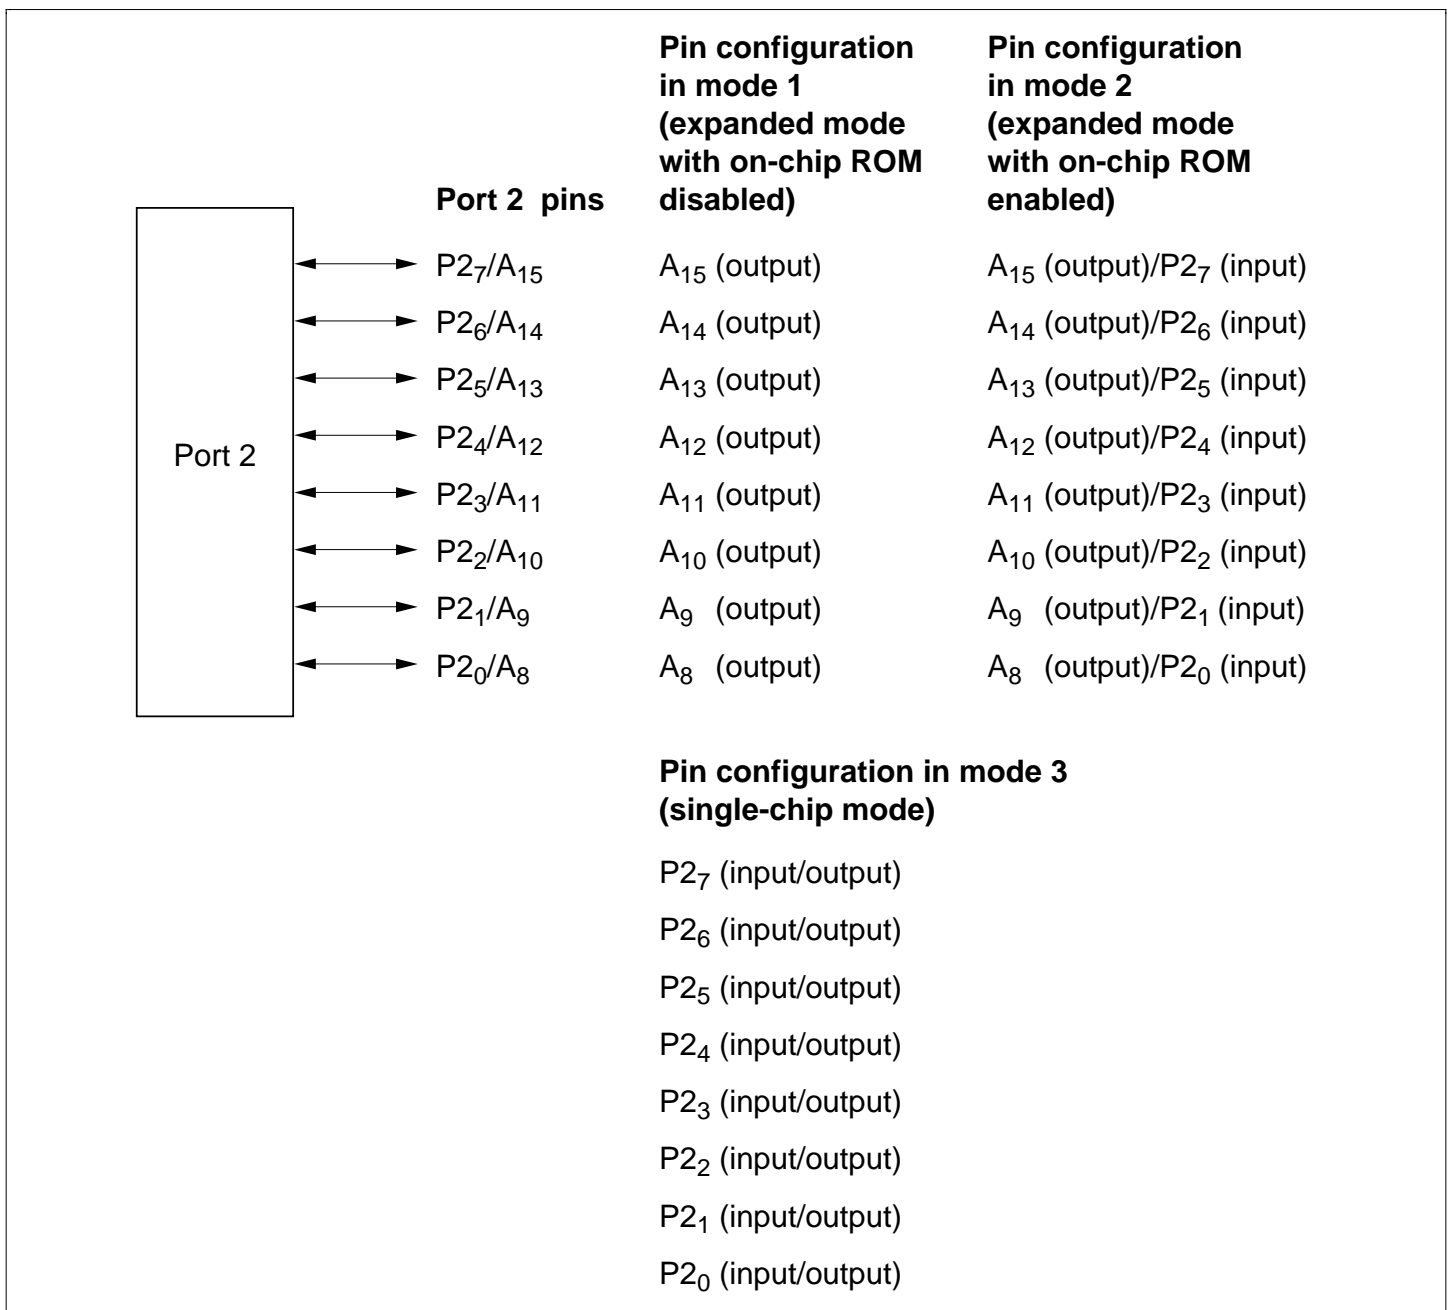 Pin configuration in mode 1 (expanded mode with on-chip ROM disabled)
Pin configuration in mode 2 (expanded mode with on-chip ROM enabled)
Port 2 pins
Port 2
P2₇/A₁₅ A₁₅ (output) A₁₅ (output)/P2₇ (input)
P2₆/A₁₄ A₁₄ (output) A₁₄ (output)/P2₆ (input)
P2₅/A₁₃ A₁₃ (output) A₁₃ (output)/P2₅ (input)
P2₄/A₁₂ A₁₂ (output) A₁₂ (output)/P2₄ (input)
P2₃/A₁₁ A₁₁ (output) A₁₁ (output)/P2₃ (input)
P2₂/A₁₀ A₁₀ (output) A₁₀ (output)/P2₂ (input)
P2₁/A₉ A₉ (output) A₉ (output)/P2₁ (input)
P2₀/A₈ A₈ (output) A₈ (output)/P2₀ (input)
Pin configuration in mode 3
(single-chip mode)
P2₇ (input/output)
P2₆ (input/output)
P2₅ (input/output)
P2₄ (input/output)
P2₃ (input/output)
P2₂ (input/output)
P2₁ (input/output)
P2₀ (input/output)